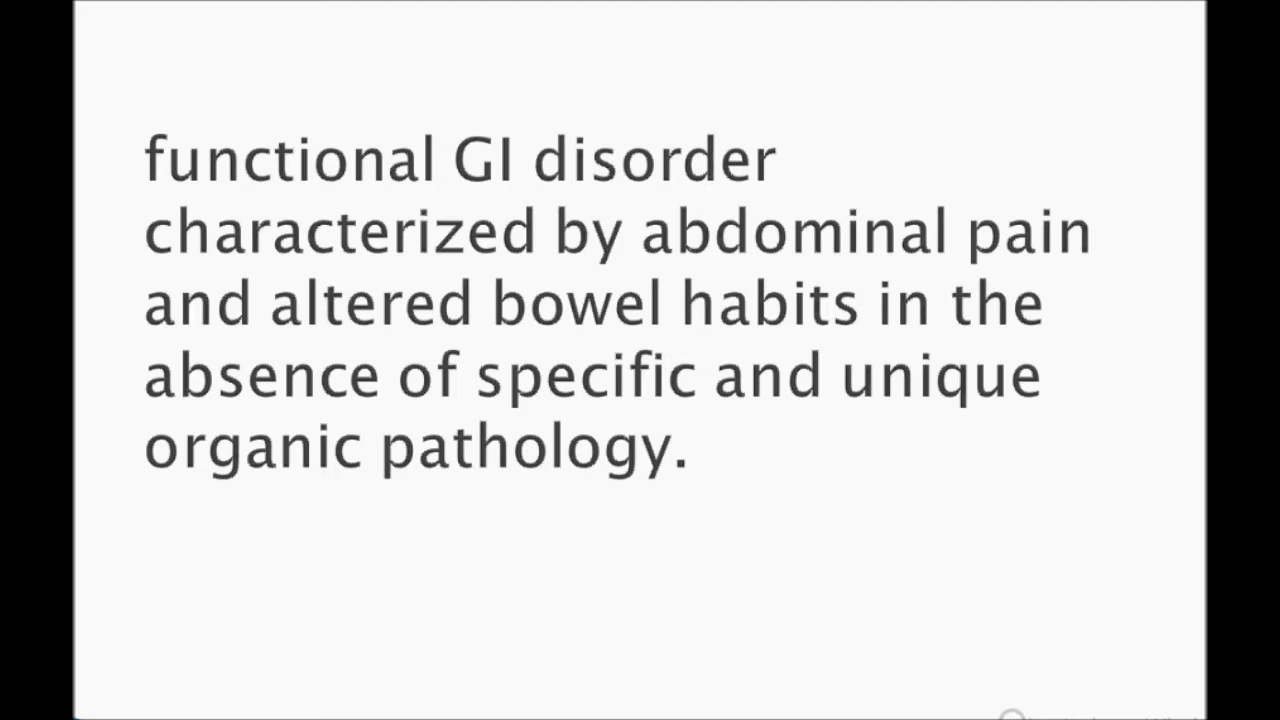 functional GI disorder
characterized by abdominal pain
and altered bowel habits in the
absence of specific and unique
organic pathology.